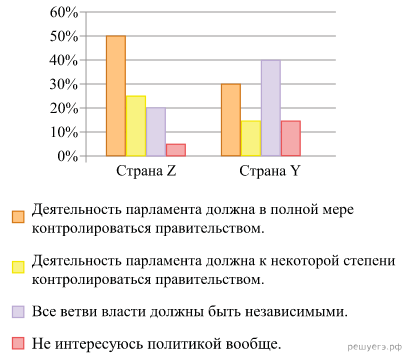 60%
50%
40%
30%
20%
10%
0%
Страна Z Страна Y
Деятельность парламента должна в полной мере
контролироваться правительством.
Деятельность парламента должна к некоторой степени
контролироваться правительством.
Все ветви власти должны быть независимыми.
Не интересуюсь политикой вообще.
решуегэ.рф